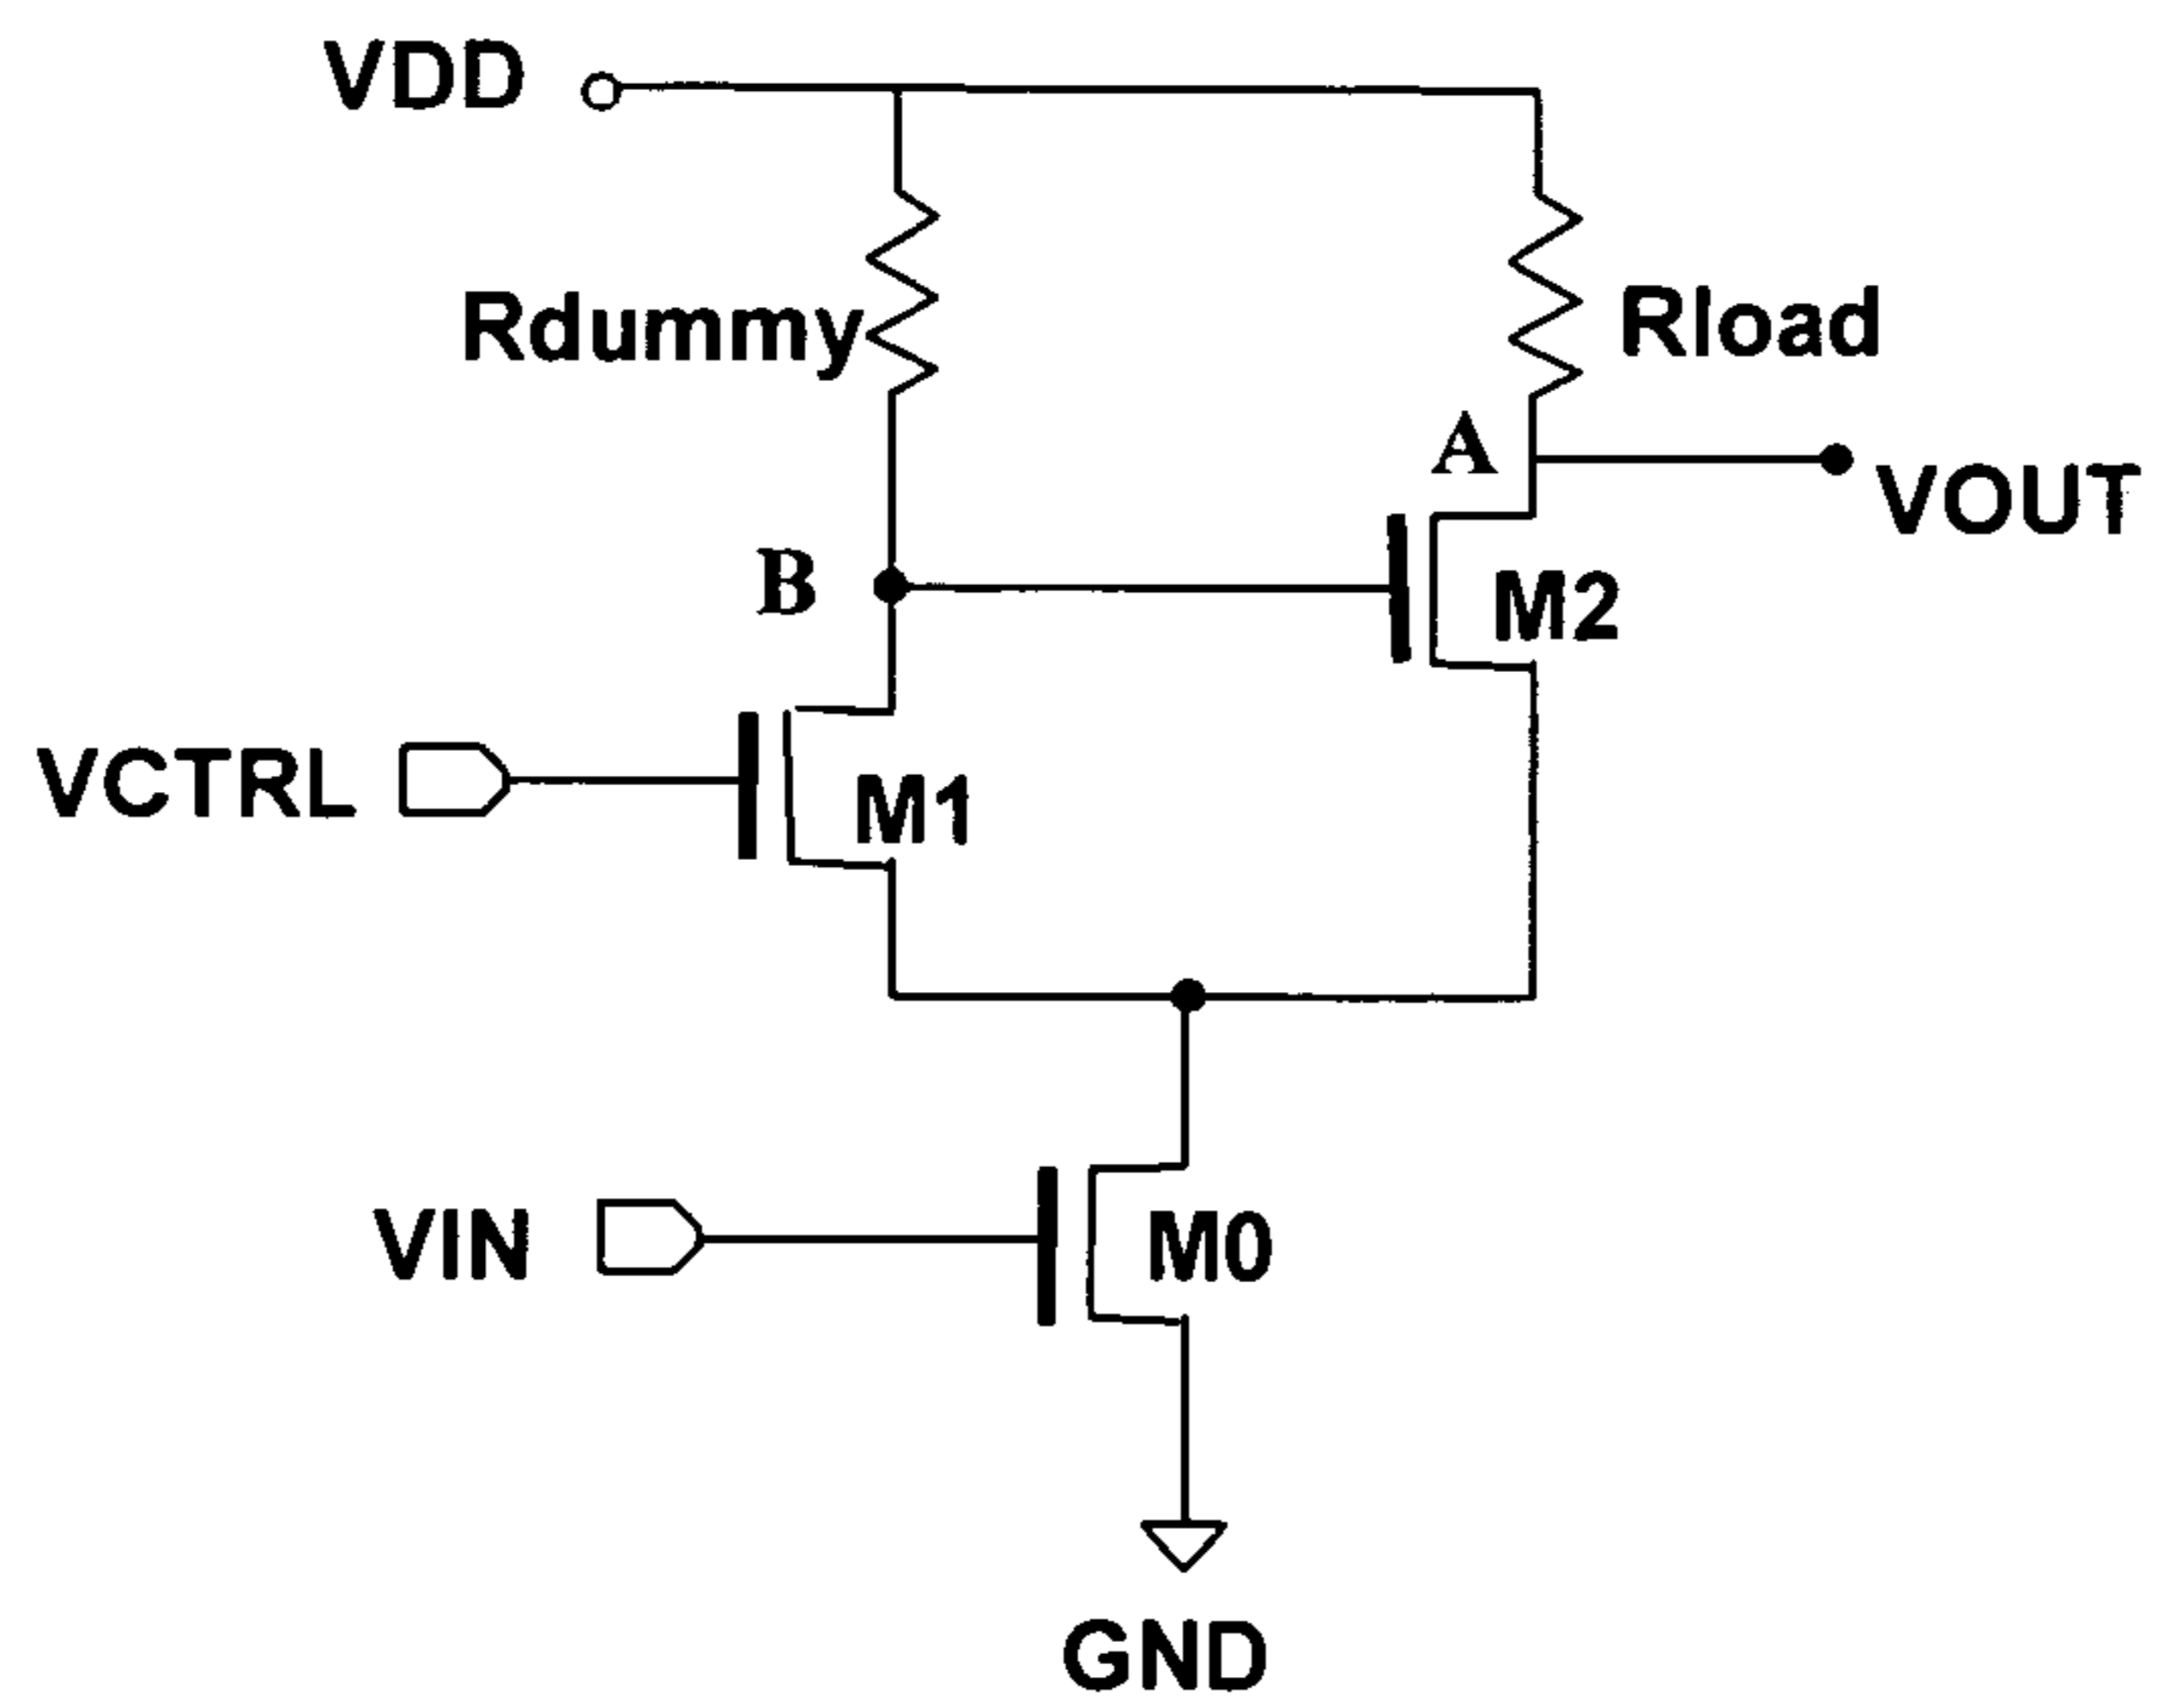 VDD
Rdummy
Rload
A
VOUT
B
M2
VCTRL
M1
VIN
M0
GND